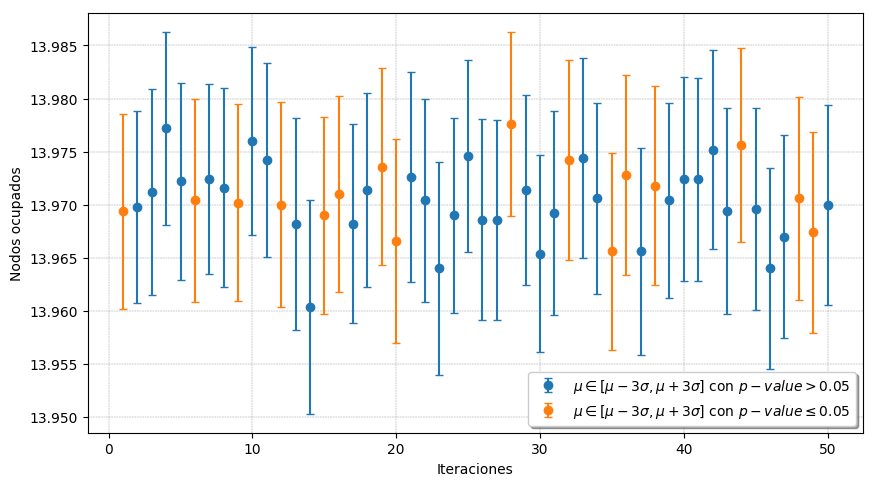 Nodos ocupados
13.985
13.980
13.975
13.970
13.965
13.960
13.955
13.950
0 10 20 30 40 50
Iteraciones
μ ∈ [μ − 3σ, μ + 3σ] con p − value > 0.05
μ ∈ [μ − 3σ, μ + 3σ] con p − value ≤ 0.05